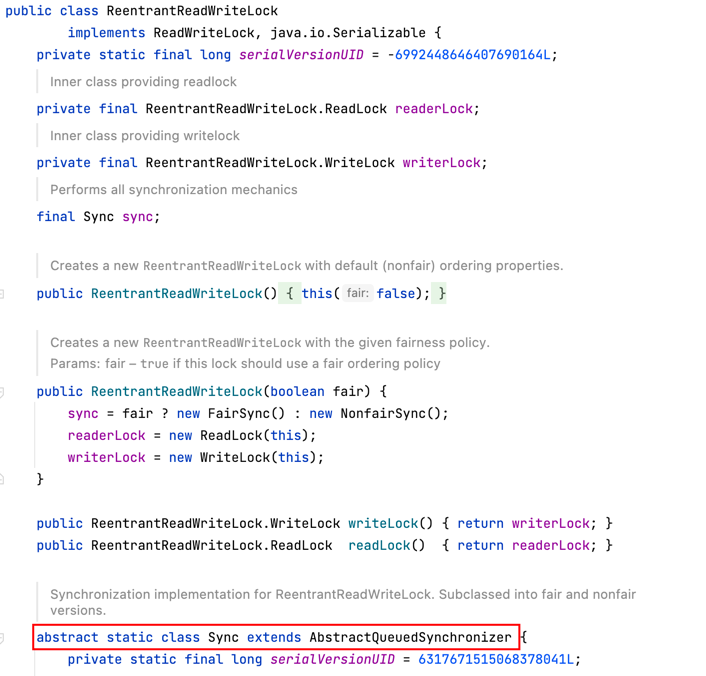 public class ReentrantReadWriteLock
        implements ReadWriteLock, java.io.Serializable {
    private static final long serialVersionUID = -6992448646407690164L;
    Inner class providing readlock
    private final ReentrantReadWriteLock.ReadLock readerLock;
    Inner class providing writelock
    private final ReentrantReadWriteLock.WriteLock writerLock;
    Performs all synchronization mechanics
    final Sync sync;
    Creates a new ReentrantReadWriteLock with default (nonfair) ordering properties.
    public ReentrantReadWriteLock() { this( fair: false); }
    Creates a new ReentrantReadWriteLock with the given fairness policy.
    Params: fair – true if this lock should use a fair ordering policy
    public ReentrantReadWriteLock(boolean fair) {
        sync = fair ? new FairSync() : new NonfairSync();
        readerLock = new ReadLock(this);
        writerLock = new WriteLock(this);
    }
    public ReentrantReadWriteLock.WriteLock writeLock() { return writerLock; }
    public ReentrantReadWriteLock.ReadLock  readLock()  { return readerLock; }
    Synchronization implementation for ReentrantReadWriteLock. Subclassed into fair and nonfair
    versions.
    abstract static class Sync extends AbstractQueuedSynchronizer {
        private static final long serialVersionUID = 6317671515068378041L;